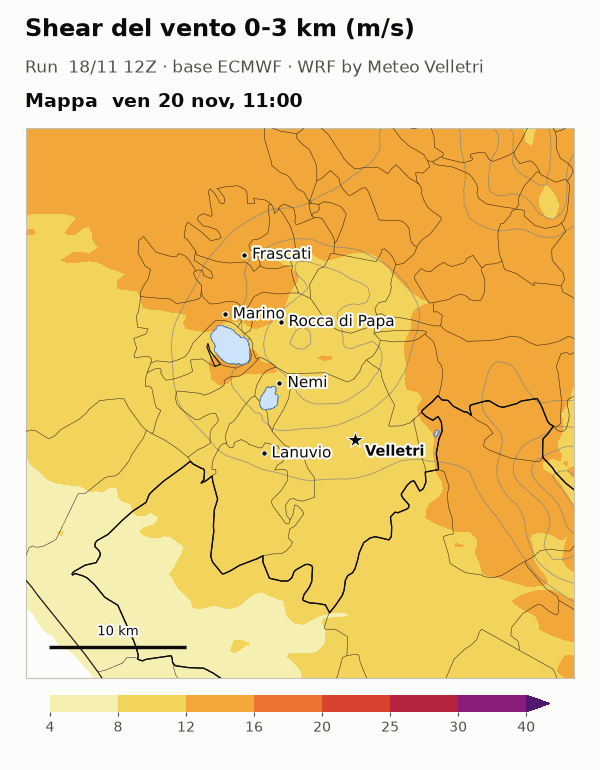 Shear del vento 0-3 km (m/s)
Run  18/11 12Z · base ECMWF · WRF by Meteo Velletri
Mappa  ven 20 nov, 11:00
Frascati
Marino
Rocca di Papa
Nemi
Velletri
Lanuvio
10 km
4 8 12 16 20 25 30 40